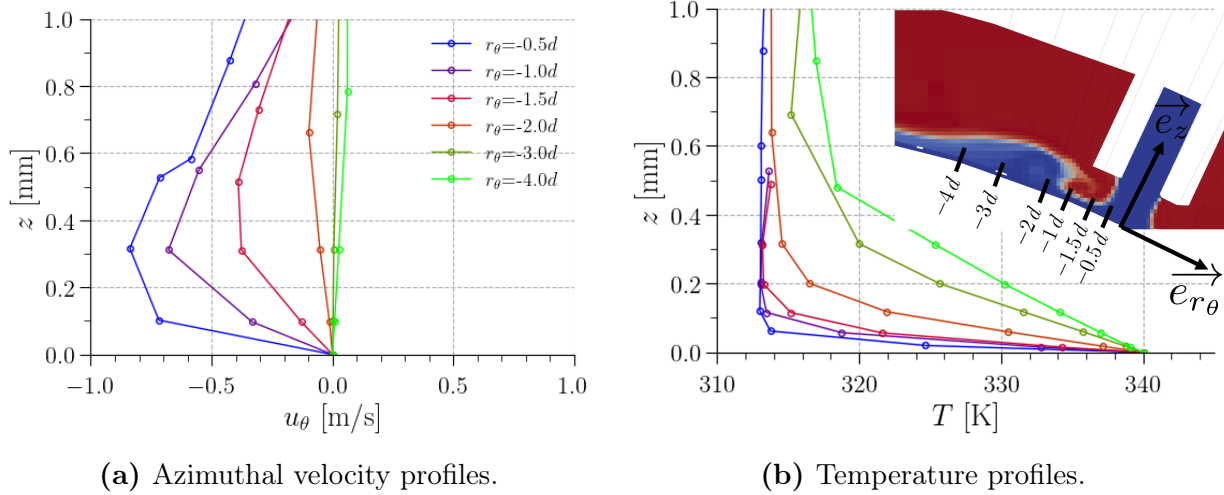 1.0
0.8
0.6
0.4
0.2
0.0
z [mm]
−1.0 −0.5 0.0 0.5 1.0
u_θ [m/s]
r_θ=-0.5d
r_θ=-1.0d
r_θ=-1.5d
r_θ=-2.0d
r_θ=-3.0d
r_θ=-4.0d
(a) Azimuthal velocity profiles.
1.0
0.8
0.6
0.4
0.2
0.0
z [mm]
310 320 330 340
T [K]
e_z
e_{r_θ}
−4d
−3d
−2d
−1d
−1.5d
−0.5d
(b) Temperature profiles.